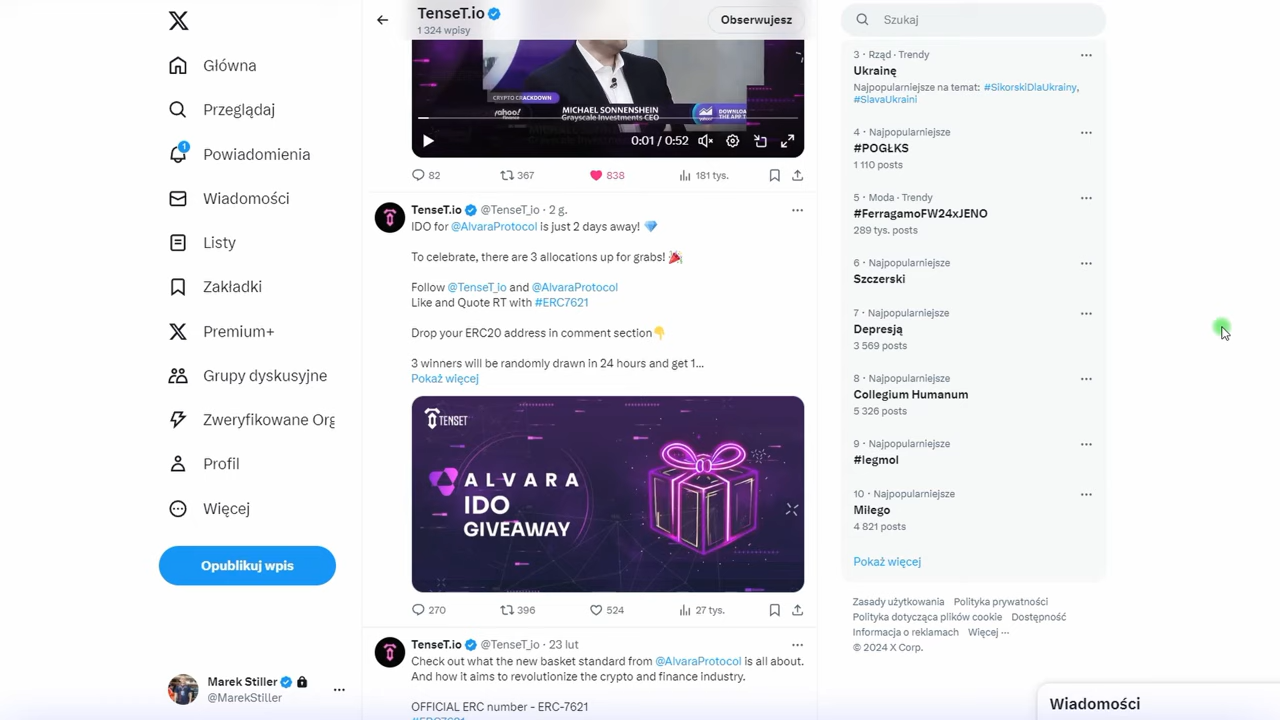 Główna
Przeglądaj
1
Powiadomienia
Wiadomości
Listy
Zakładki
Premium+
Grupy dyskusyjne
Zweryfikowane Org
Profil
Więcej
Opublikuj wpis
Marek Stiller
@MarekStiller
TenseT.io
1 324 wpisy
Obserwujesz
CRYPTO CRACKDOWN
yahoo!
finance
MICHAEL SONNENSHEIN
Grayscale Investments CEO
DOWNLOA
THE APP
0:01 / 0:52
82 367 838 181 tys.
TenseT.io @TenseT_io · 2 g.
IDO for @AlvaraProtocol is just 2 days away! 💎
To celebrate, there are 3 allocations up for grabs! 🎉
Follow @TenseT_io and @AlvaraProtocol
Like and Quote RT with #ERC7621
Drop your ERC20 address in comment section👇
3 winners will be randomly drawn in 24 hours and get 1...
Pokaż więcej
TENSET
ALVARA
IDO
GIVEAWAY
270 396 524 27 tys.
TenseT.io @TenseT_io · 23 lut
Check out what the new basket standard from @AlvaraProtocol is all about.
And how it aims to revolutionize the crypto and finance industry.
OFFICIAL ERC number - ERC-7621
#ERC7621
Szukaj
3 · Rząd · Trendy
Ukrainę
Najpopularniejsze na temat: #SikorskiDlaUkrainy,
#SlavaUkraini
4 · Najpopularniejsze
#POGŁKS
1 110 posts
5 · Moda · Trendy
#FerragamoFW24xJENO
289 tys. posts
6 · Najpopularniejsze
Szczerski
7 · Najpopularniejsze
Depresją
3 569 posts
8 · Najpopularniejsze
Collegium Humanum
5 326 posts
9 · Najpopularniejsze
#legmol
10 · Najpopularniejsze
Miłego
4 821 posts
Pokaż więcej
Zasady użytkowania Polityka prywatności
Polityka dotycząca plików cookie Dostępność
Informacja o reklamach Więcej ···
© 2024 X Corp.
Wiadomości